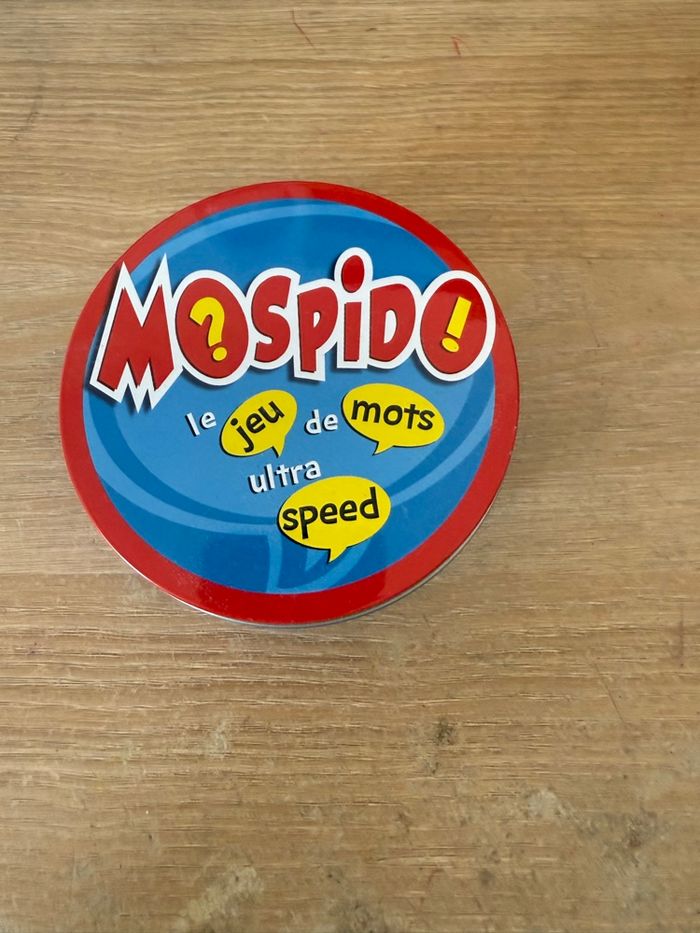 MOSPIDO
le jeu de mots
ultra
speed